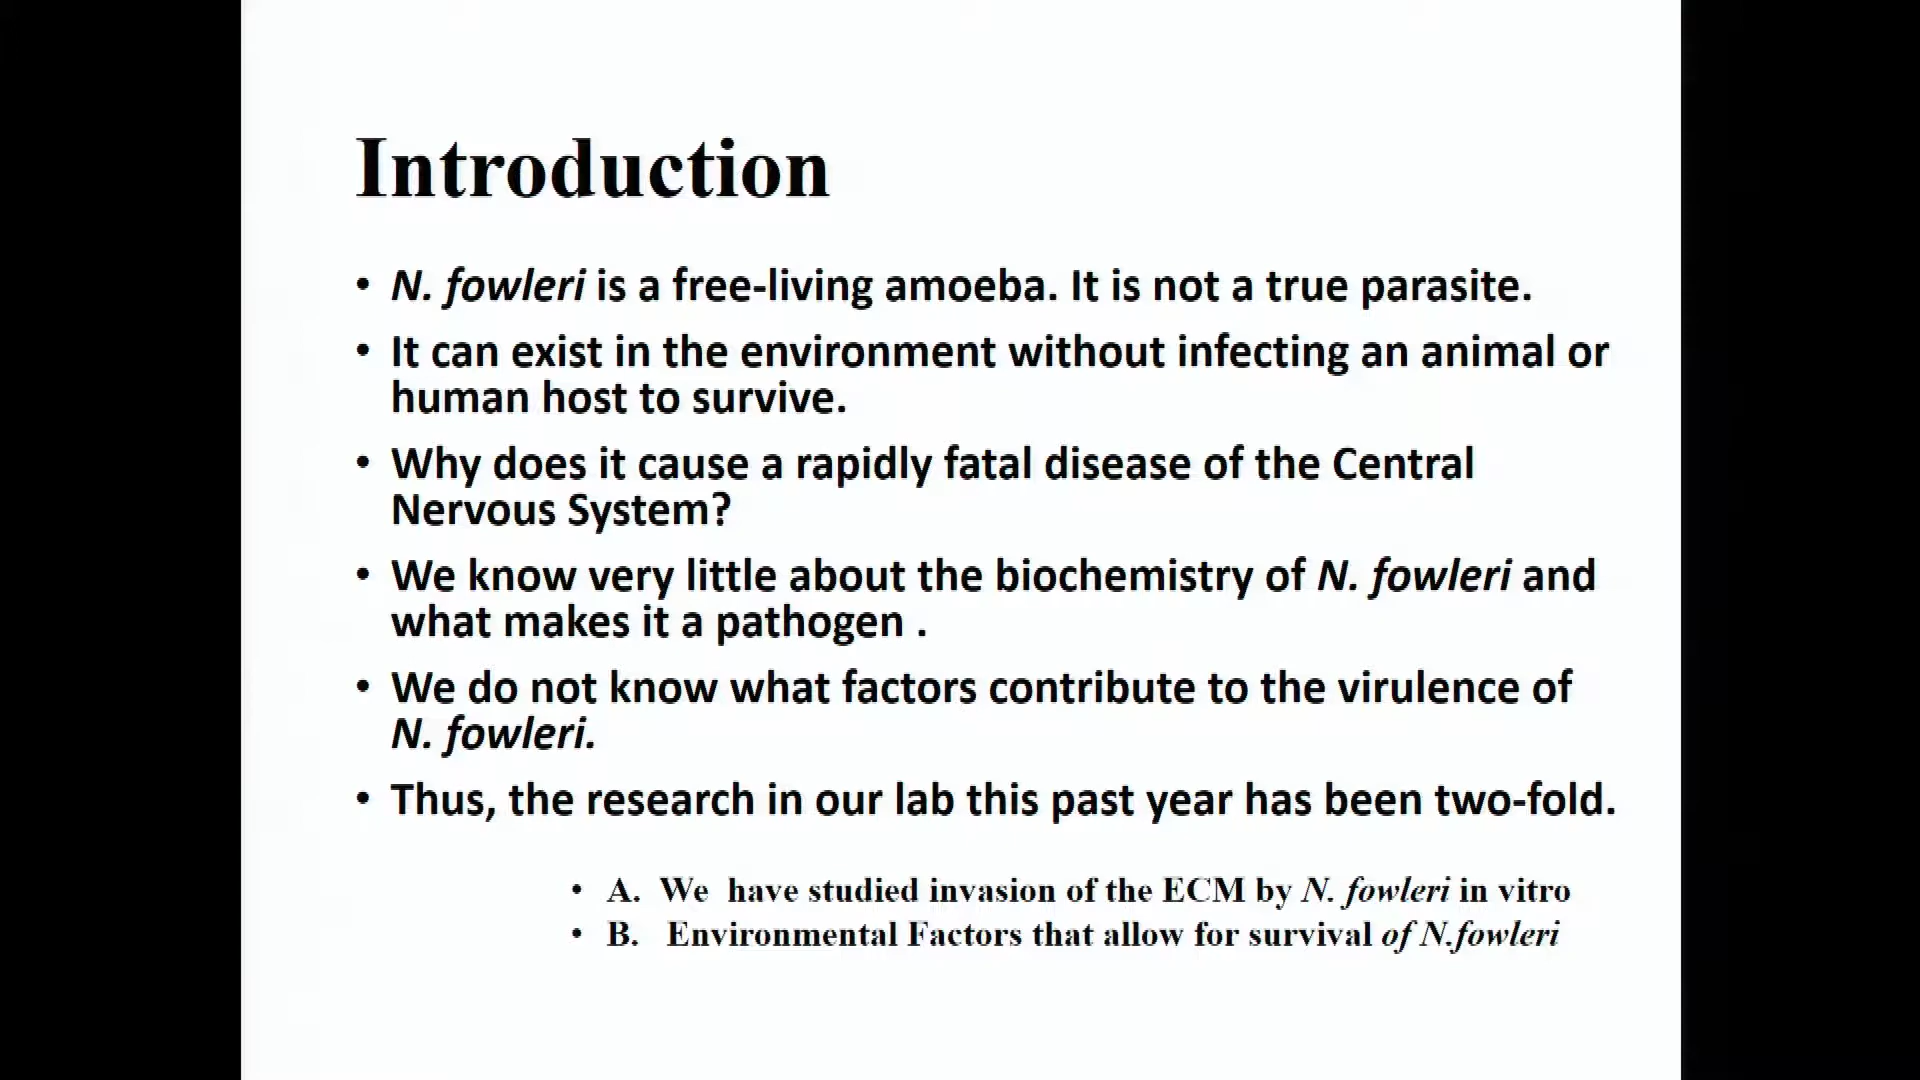 Introduction
• N. fowleri is a free-living amoeba. It is not a true parasite.
• It can exist in the environment without infecting an animal or
human host to survive.
• Why does it cause a rapidly fatal disease of the Central
Nervous System?
• We know very little about the biochemistry of N. fowleri and
what makes it a pathogen .
• We do not know what factors contribute to the virulence of
N. fowleri.
• Thus, the research in our lab this past year has been two-fold.
• A. We have studied invasion of the ECM by N. fowleri in vitro
• B. Environmental Factors that allow for survival of N.fowleri